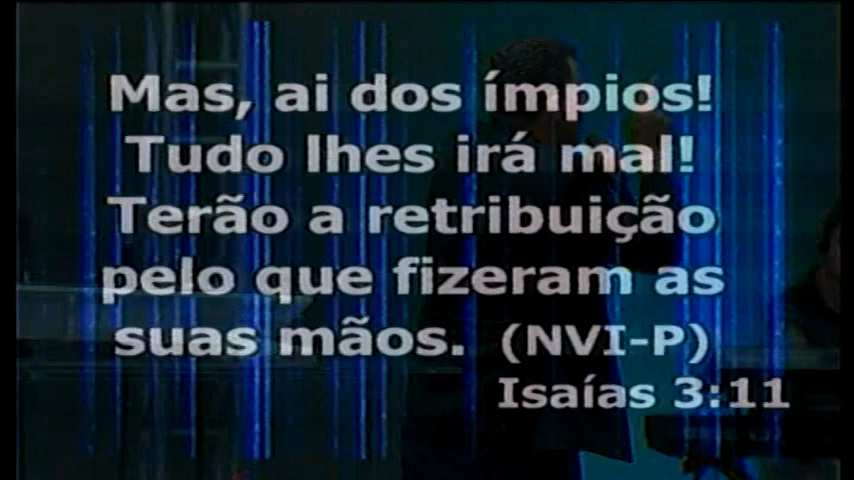 Mas, ai dos ímpios!
Tudo lhes irá mal!
Terão a retribuição
pelo que fizeram as
suas mãos. (NVI-P)
Isaías 3:11